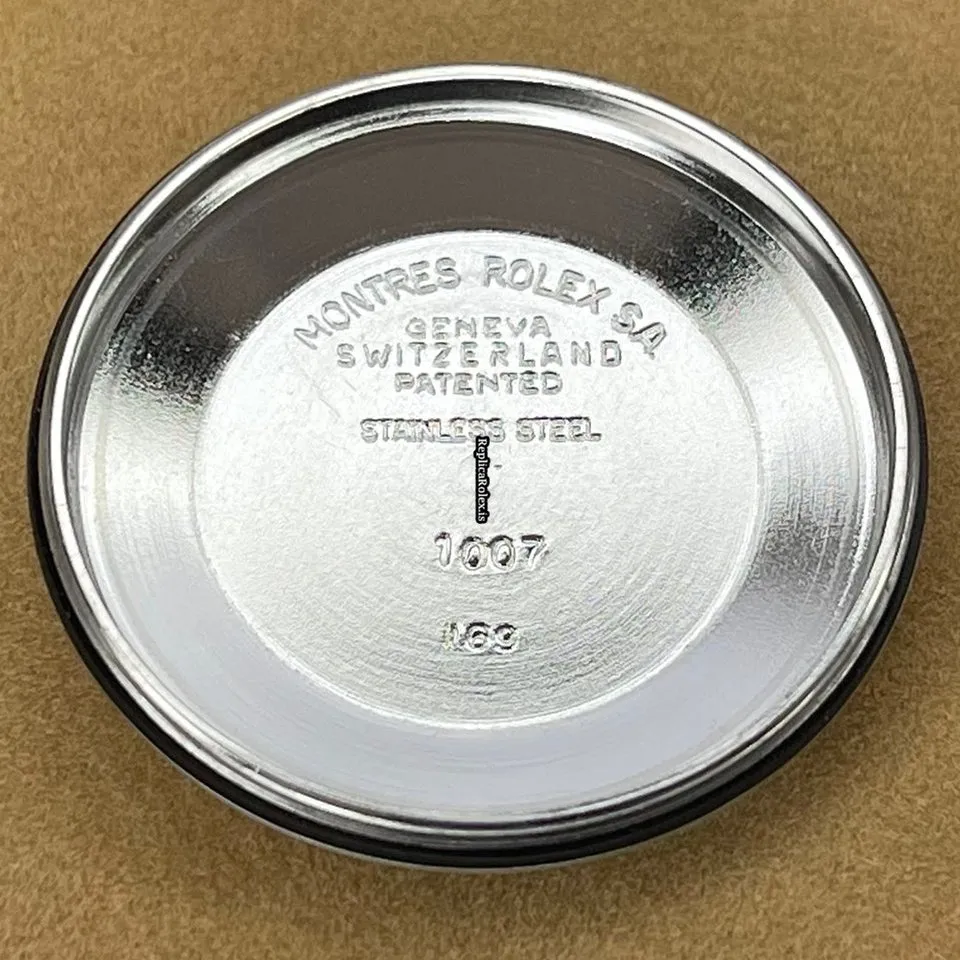 MONTRES ROLEX SA
GENEVA
SWITZERLAND
PATENTED
STAINLESS STEEL
ReplicaRolex.is
1007
169